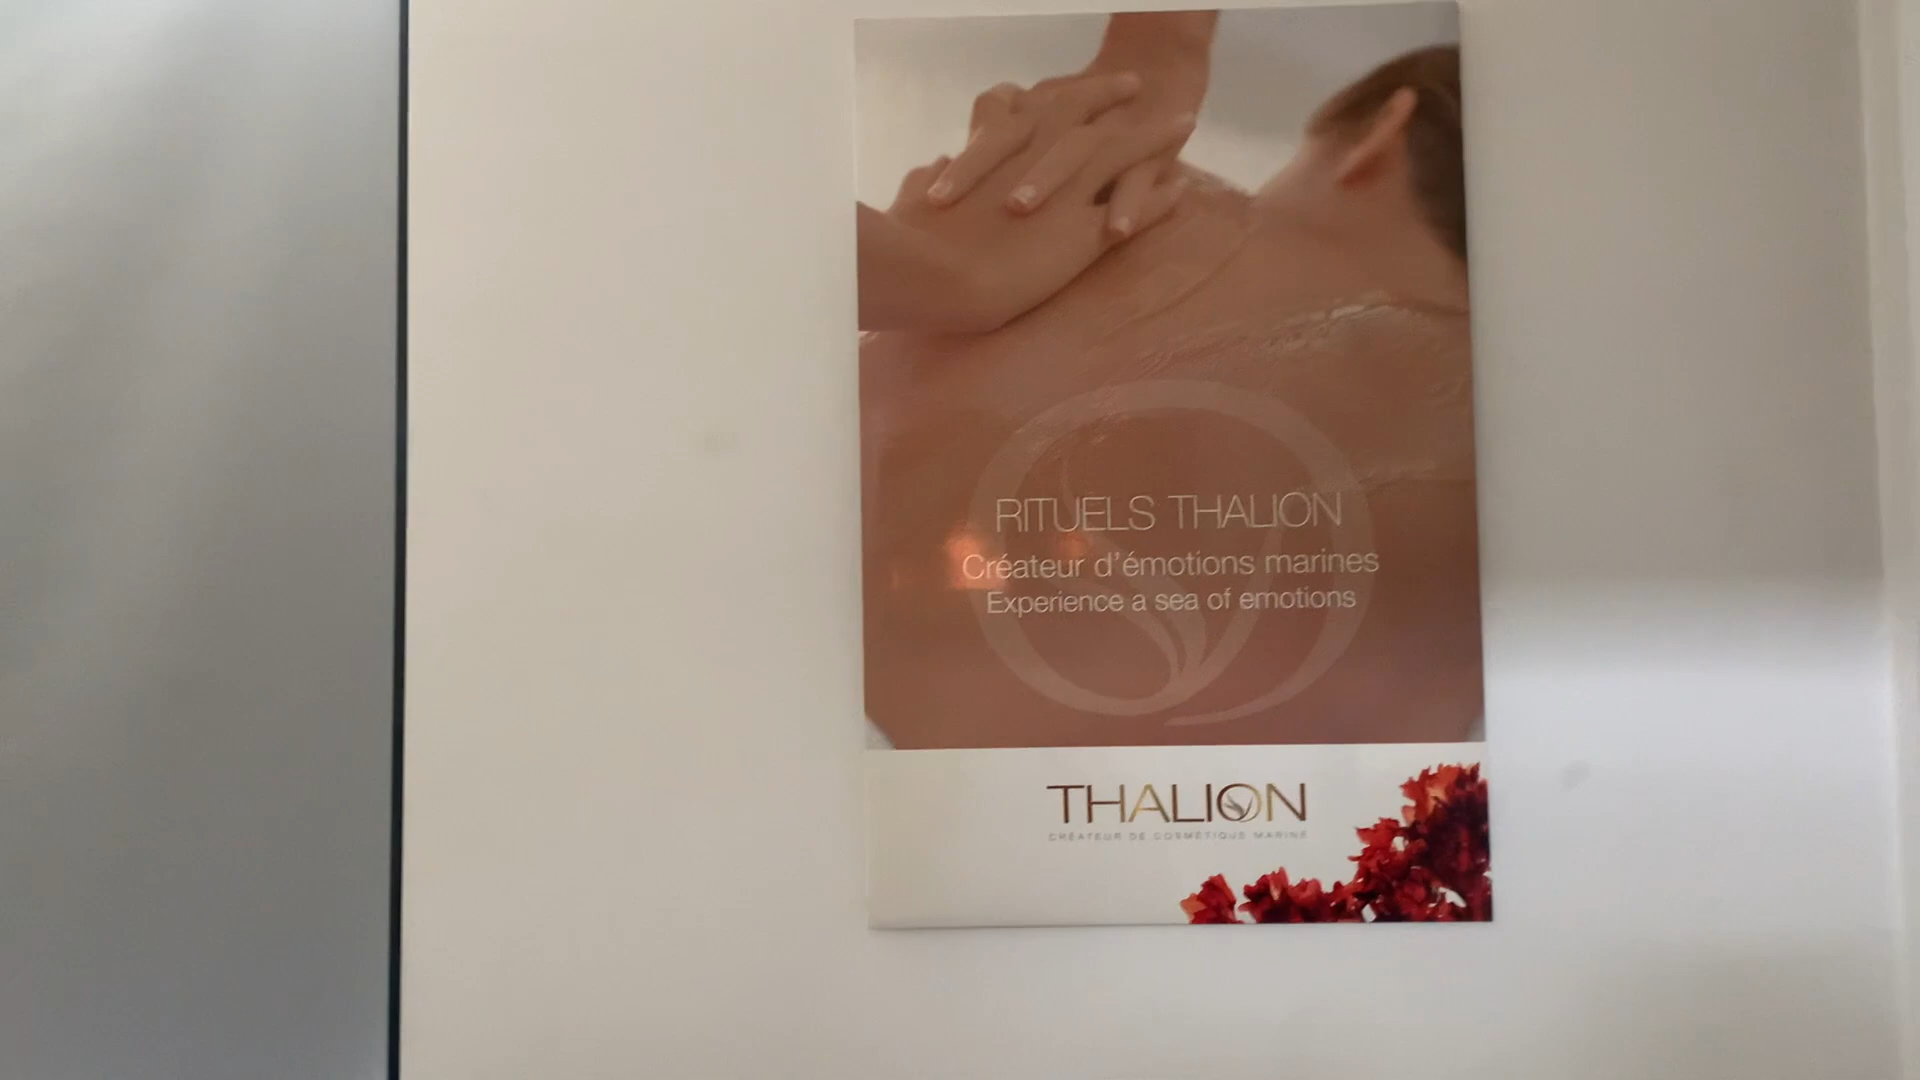 RITUELS THALION
Créateur d'émotions marines
Experience a sea of emotions
THALION
CRÉATEUR DE COSMÉTIQUE MARINE